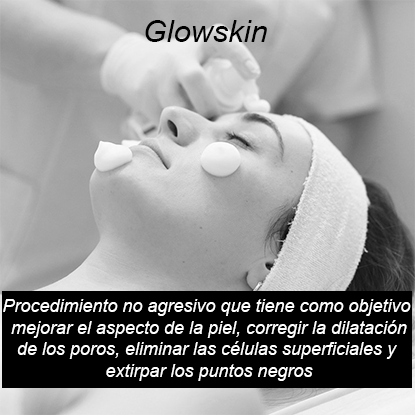 Glowskin
Procedimiento no agresivo que tiene como objetivo
mejorar el aspecto de la piel, corregir la dilatación
de los poros, eliminar las células superficiales y
extirpar los puntos negros